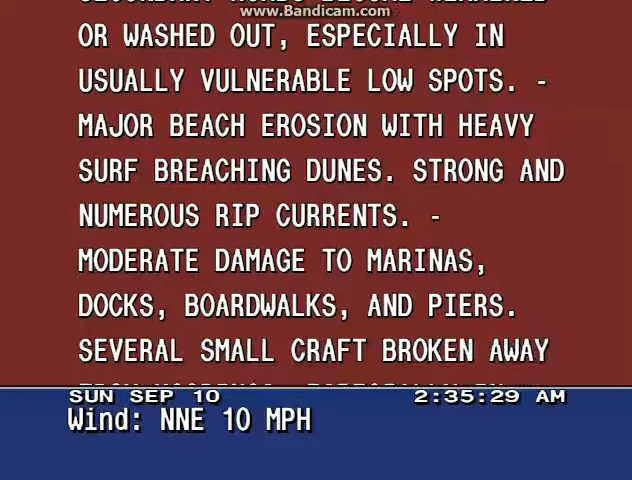 www.Bandicam.com
OR WASHED OUT, ESPECIALLY IN
USUALLY VULNERABLE LOW SPOTS. -
MAJOR BEACH EROSION WITH HEAVY
SURF BREACHING DUNES. STRONG AND
NUMEROUS RIP CURRENTS. -
MODERATE DAMAGE TO MARINAS,
DOCKS, BOARDWALKS, AND PIERS.
SEVERAL SMALL CRAFT BROKEN AWAY
SUN SEP 10 2:35:29 AM
Wind: NNE 10 MPH